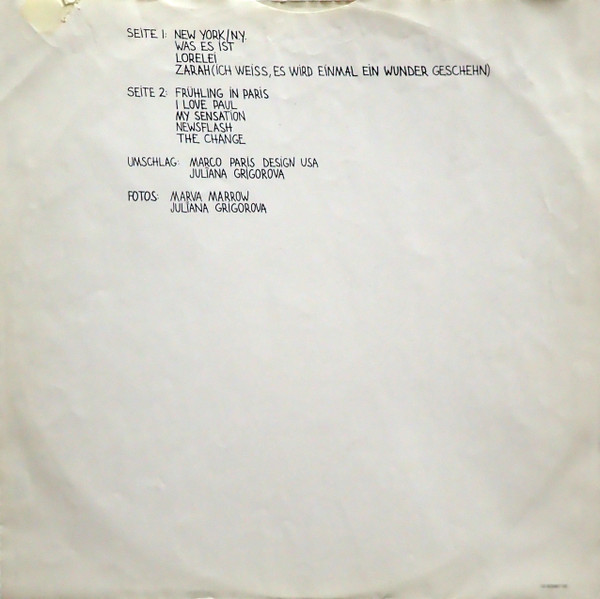 SEITE 1: NEW YORK/N.Y.
WAS ES IST
LORELEI
ZARAH (ICH WEISS, ES WIRD EINMAL EIN WUNDER GESCHEHN)
SEITE 2: FRÜHLING IN PARIS
I LOVE PAUL
MY SENSATION
NEWSFLASH
THE CHANGE
UMSCHLAG: MARCO PARIS DESIGN USA
JULIANA GRIGOROVA
FOTOS: MARVA MARROW
JULIANA GRIGOROVA